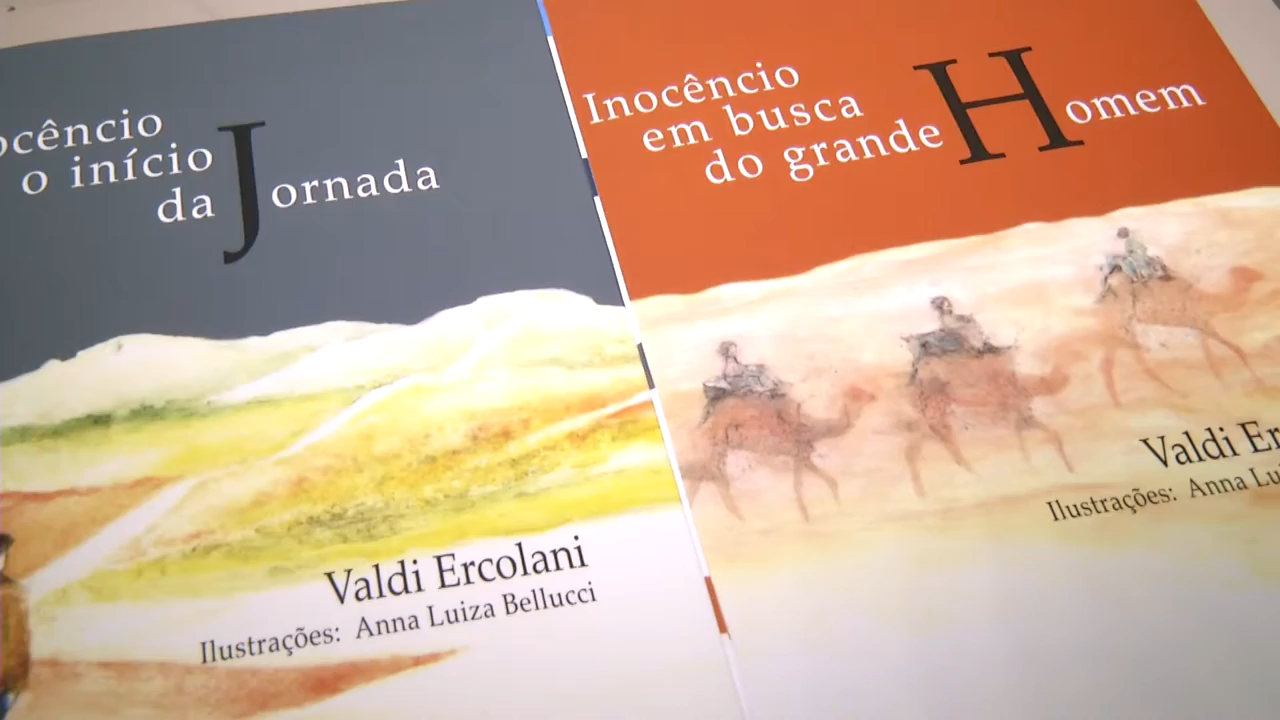 ocêncio
o início
da Jornada
Valdi Ercolani
Ilustrações: Anna Luiza Bellucci
Inocêncio
em busca
do grande Homem
Valdi Er
Ilustrações: Anna Lu